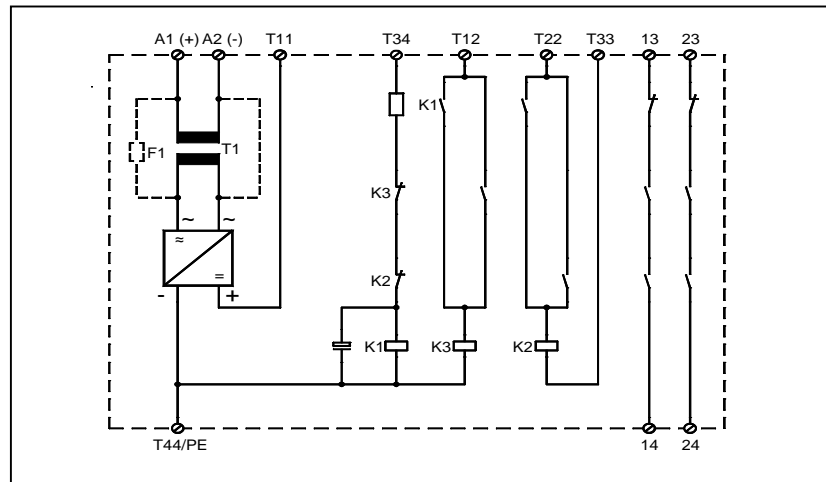 A1 (+) A2 (-) T11 T34 T12 T22 T33 13 23
K1
F1 T1
K3
~ ~
≈
K2
=
- +
K1 K3 K2
T44/PE 14 24